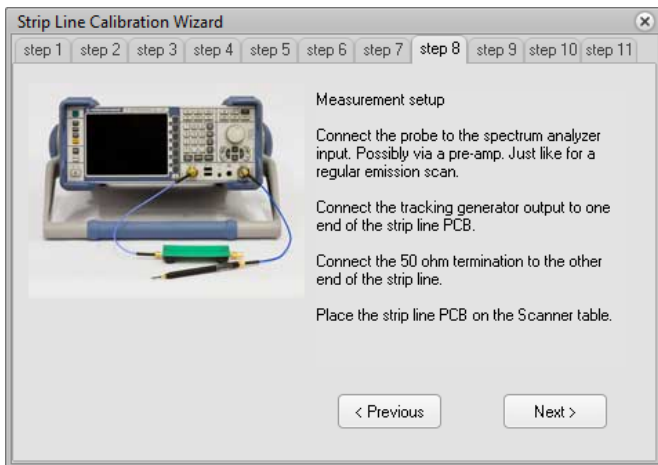 Strip Line Calibration Wizard
step 1 step 2 step 3 step 4 step 5 step 6 step 7 step 8 step 9 step 10 step 11
Measurement setup
Connect the probe to the spectrum analyzer
input. Possibly via a pre-amp. Just like for a
regular emission scan.
Connect the tracking generator output to one
end of the strip line PCB.
Connect the 50 ohm termination to the other
end of the strip line.
Place the strip line PCB on the Scanner table.
< Previous
Next >